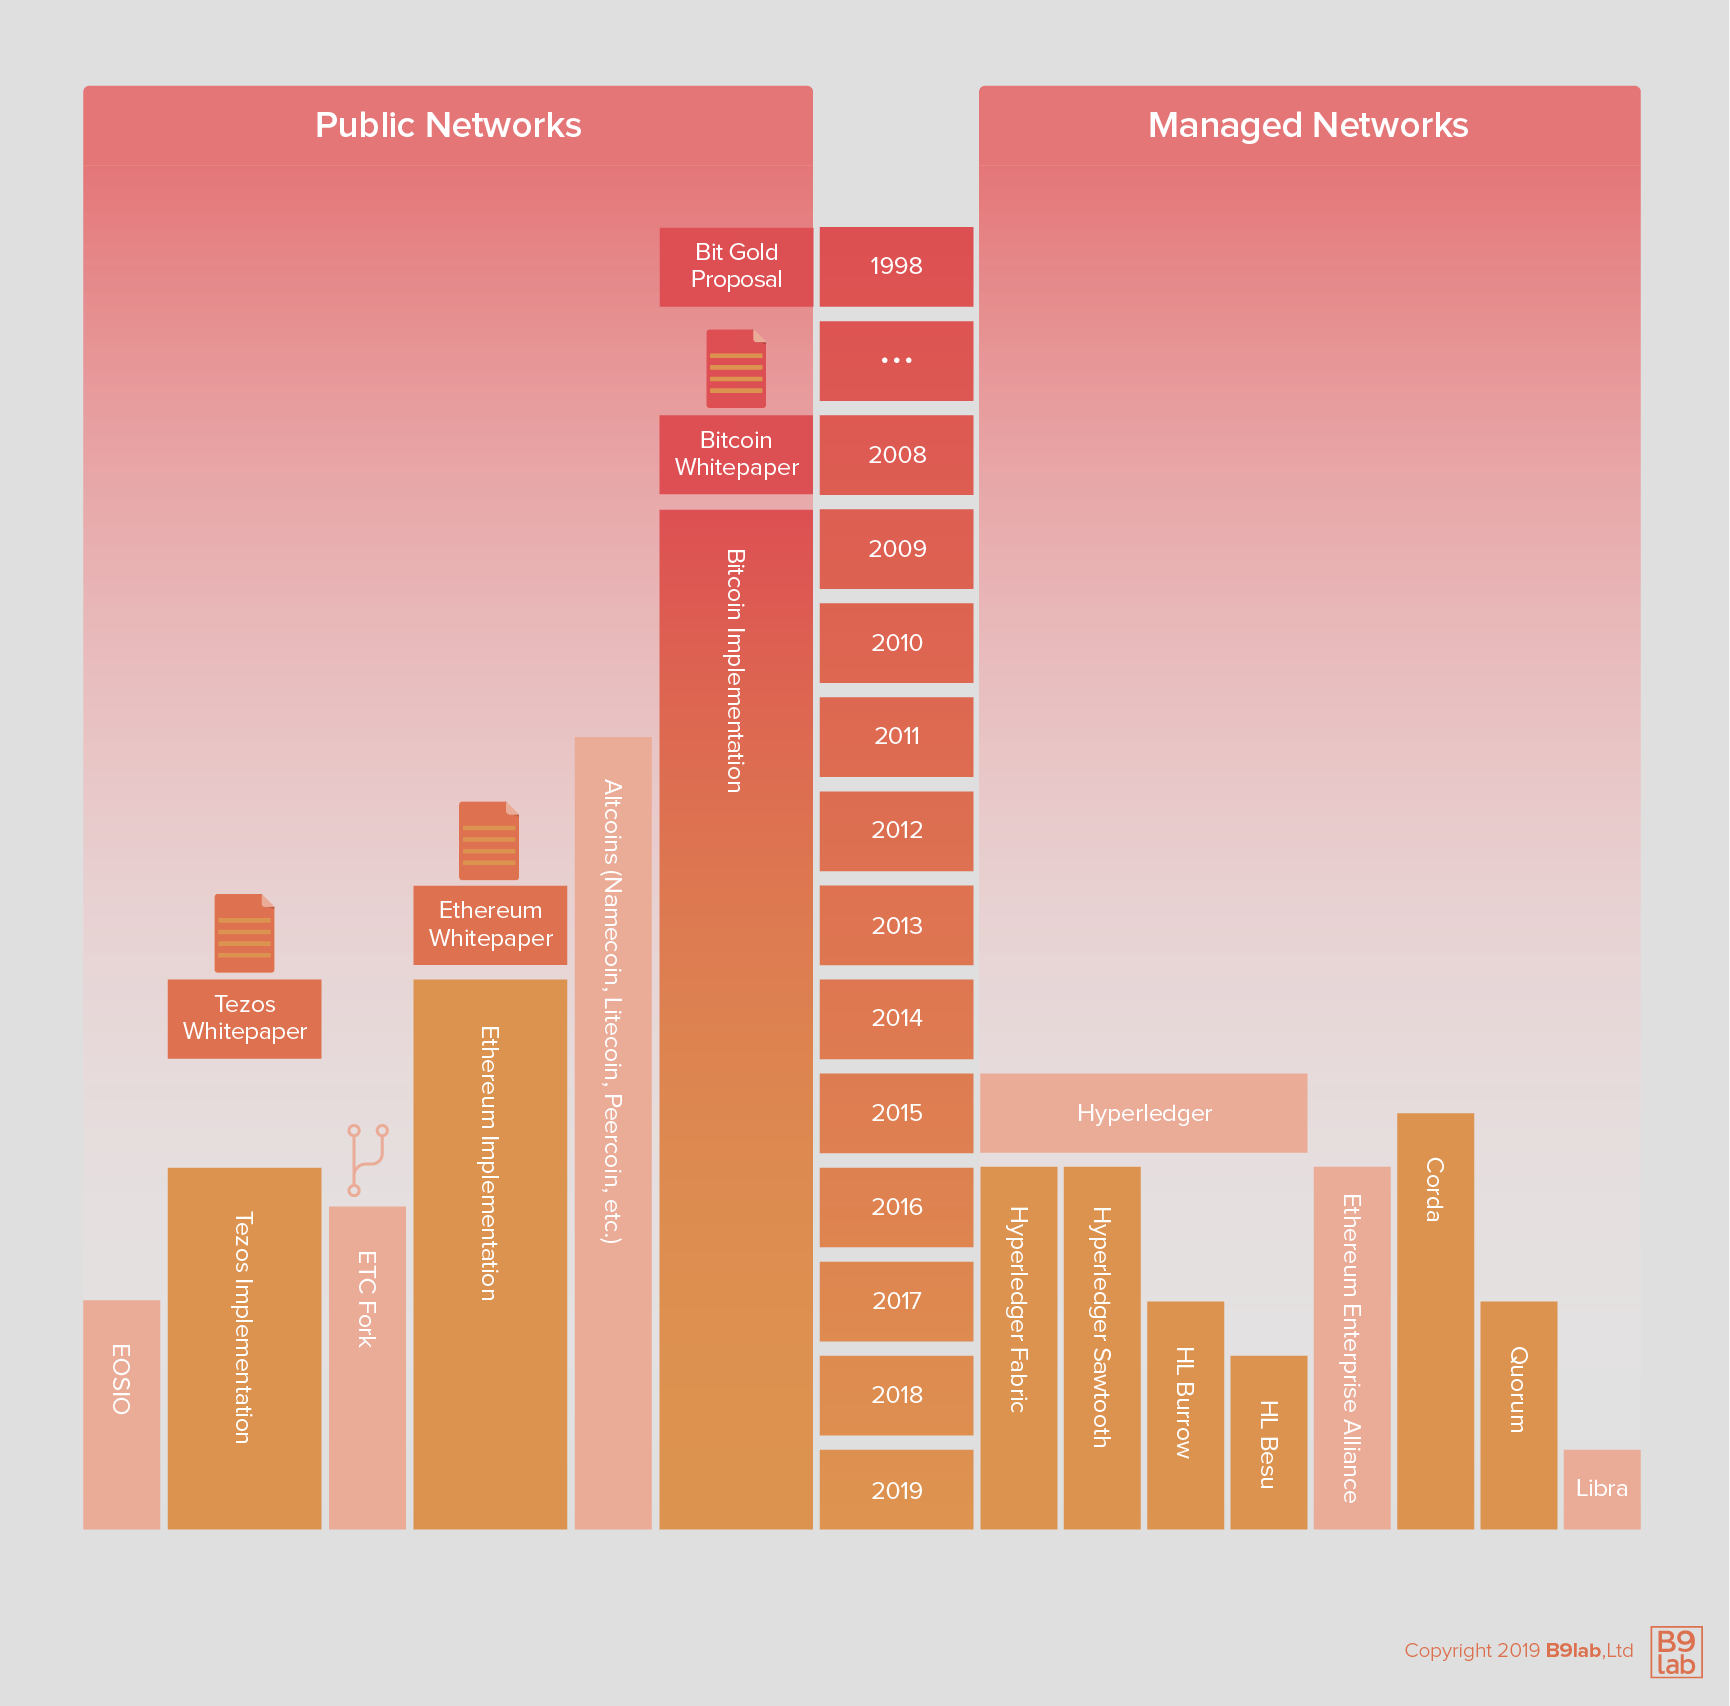 Public Networks
Managed Networks
Bit Gold
Proposal
1998
...
Bitcoin
Whitepaper
2008
2009
Bitcoin Implementation
2010
2011
Altcoins (Namecoin, Litecoin, Peercoin, etc.)
2012
Ethereum
Whitepaper
2013
Tezos
Whitepaper
Ethereum Implementation
2014
2015
Hyperledger
Corda
Tezos Implementation
ETC Fork
2016
Hyperledger Fabric
Hyperledger Sawtooth
Ethereum Enterprise Alliance
EOSIO
2017
HL Burrow
Quorum
2018
HL Besu
2019
Libra
Copyright 2019 B9lab,Ltd
B9
lab